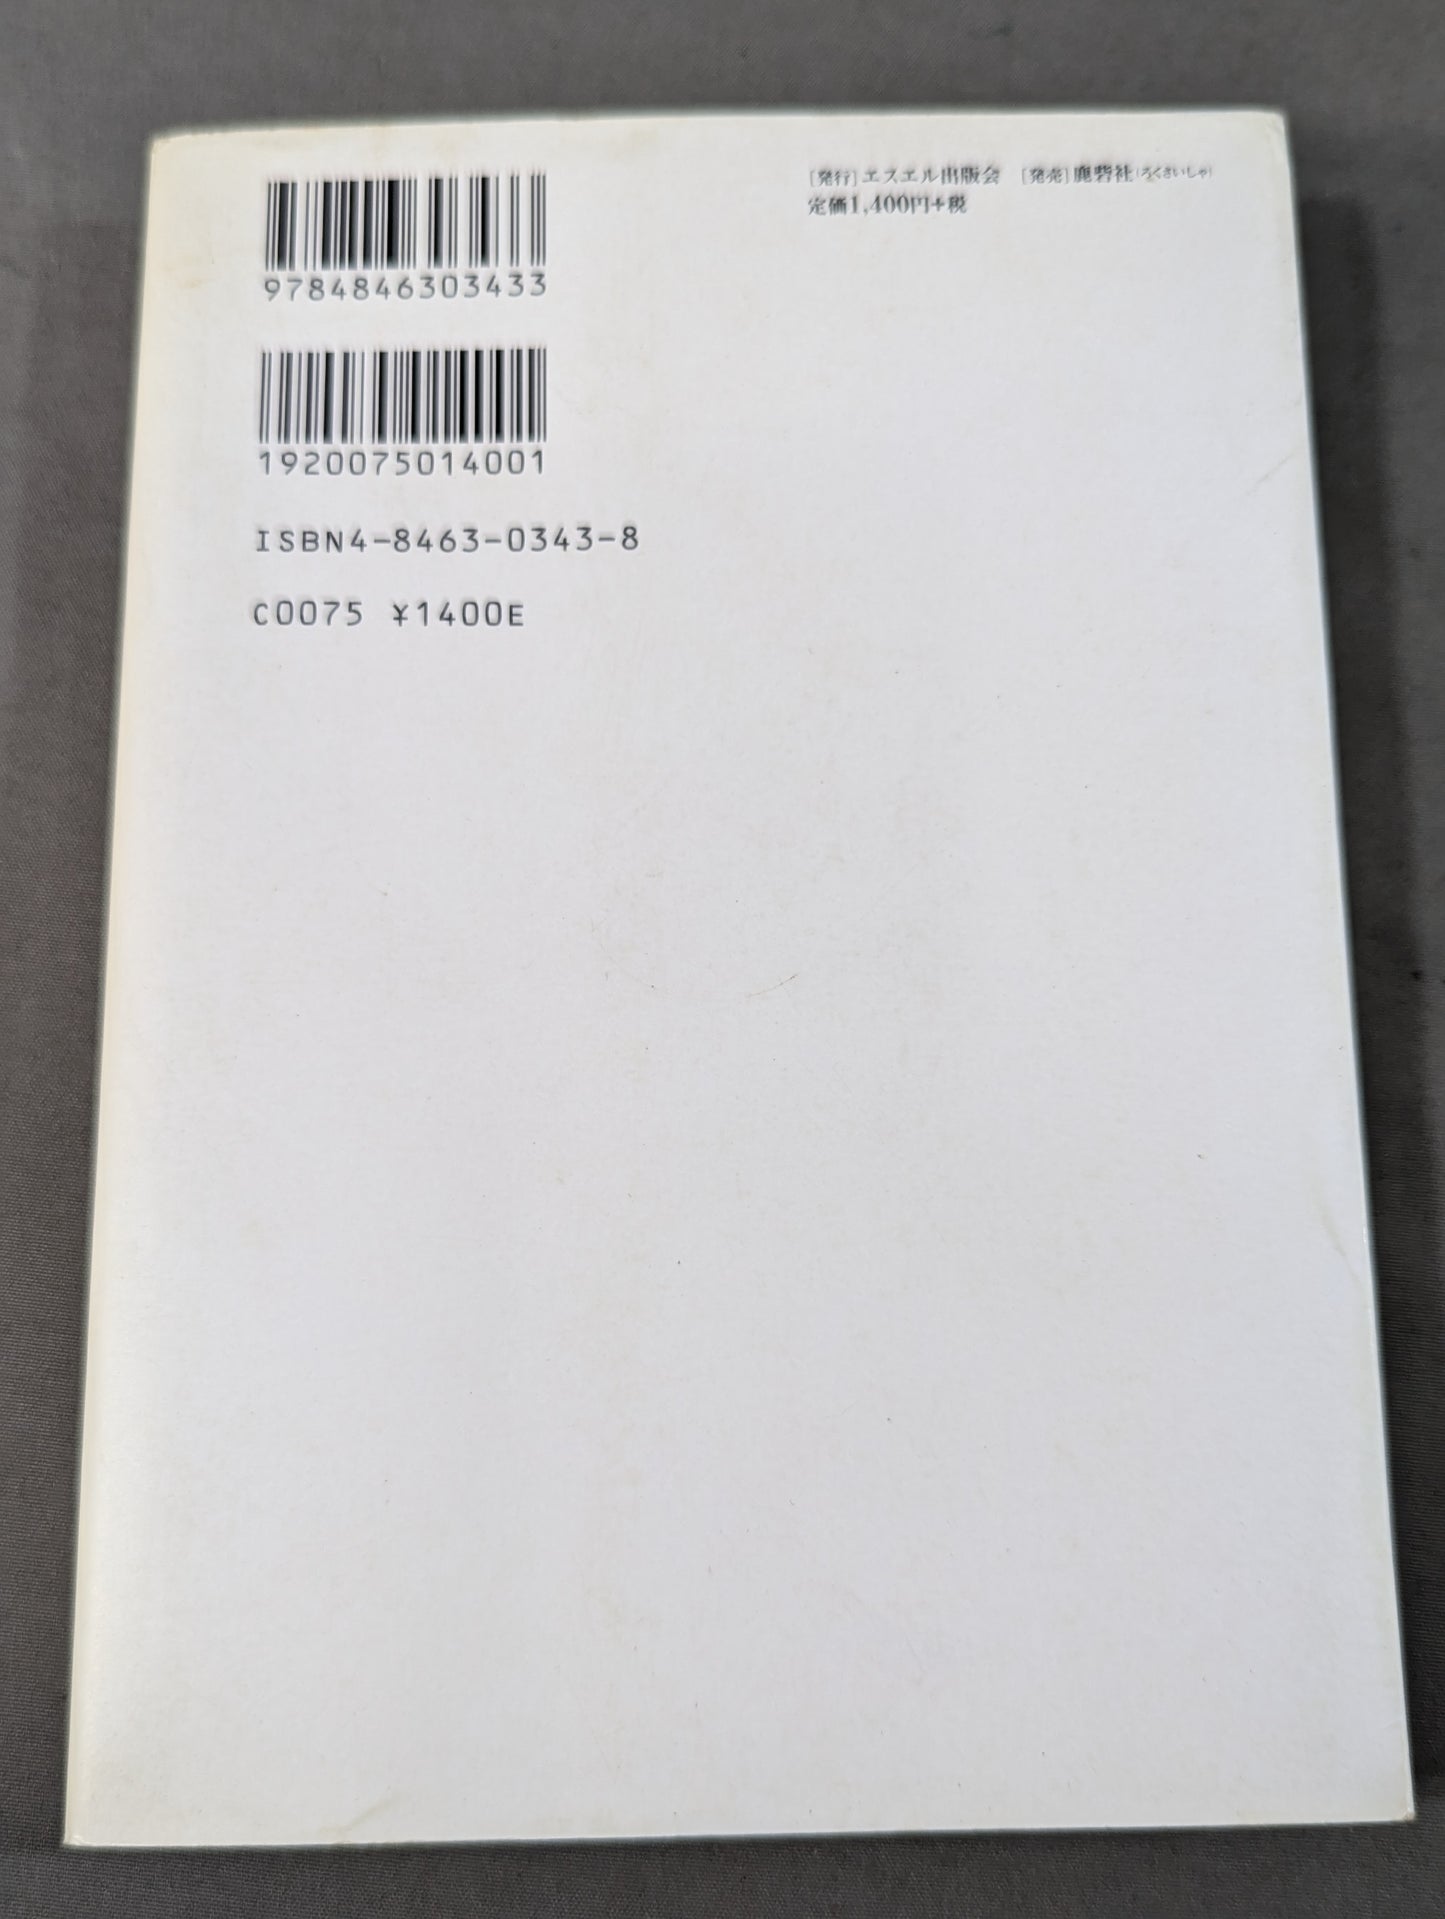 9784846303433
1920075014001
ISBN4-8463-0343-8
C0075 ¥1400E
[発行]エスエル出版会 [発売]鹿砦社(ろくさいしゃ)
定価1,400円+税